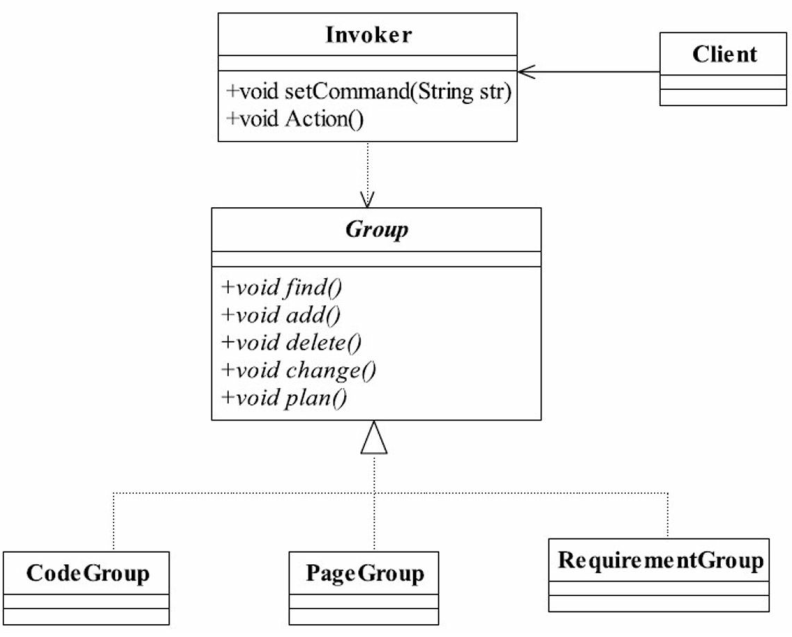 Invoker
+void setCommand(String str)
+void Action()
Client
Group
+void find()
+void add()
+void delete()
+void change()
+void plan()
CodeGroup
PageGroup
RequirementGroup